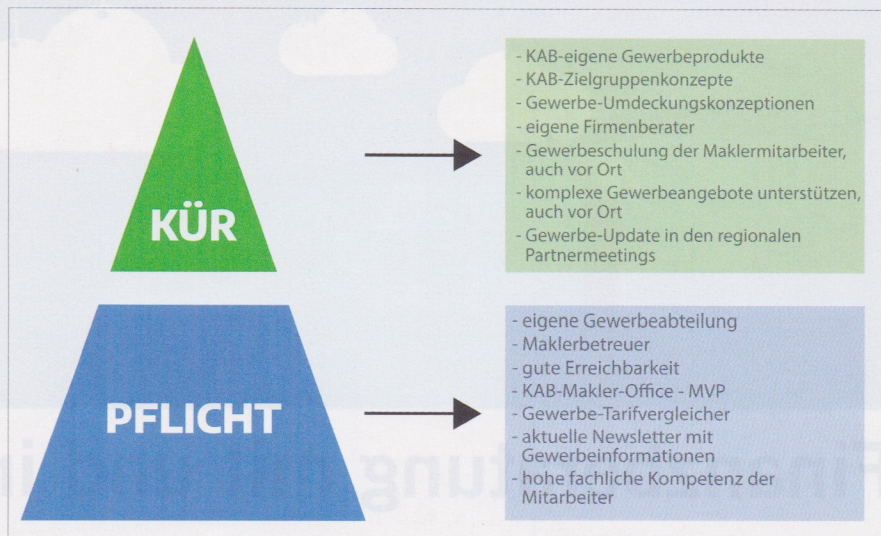 KÜR
- KAB-eigene Gewerbeprodukte
- KAB-Zielgruppenkonzepte
- Gewerbe-Umdeckungskonzeptionen
- eigene Firmenberater
- Gewerbeschulung der Maklermitarbeiter,
auch vor Ort
- komplexe Gewerbeangebote unterstützen,
auch vor Ort
- Gewerbe-Update in den regionalen
Partnermeetings
PFLICHT
- eigene Gewerbeabteilung
- Maklerbetreuer
- gute Erreichbarkeit
- KAB-Makler-Office - MVP
- Gewerbe-Tarifvergleicher
- aktuelle Newsletter mit
Gewerbeinformationen
- hohe fachliche Kompetenz der
Mitarbeiter